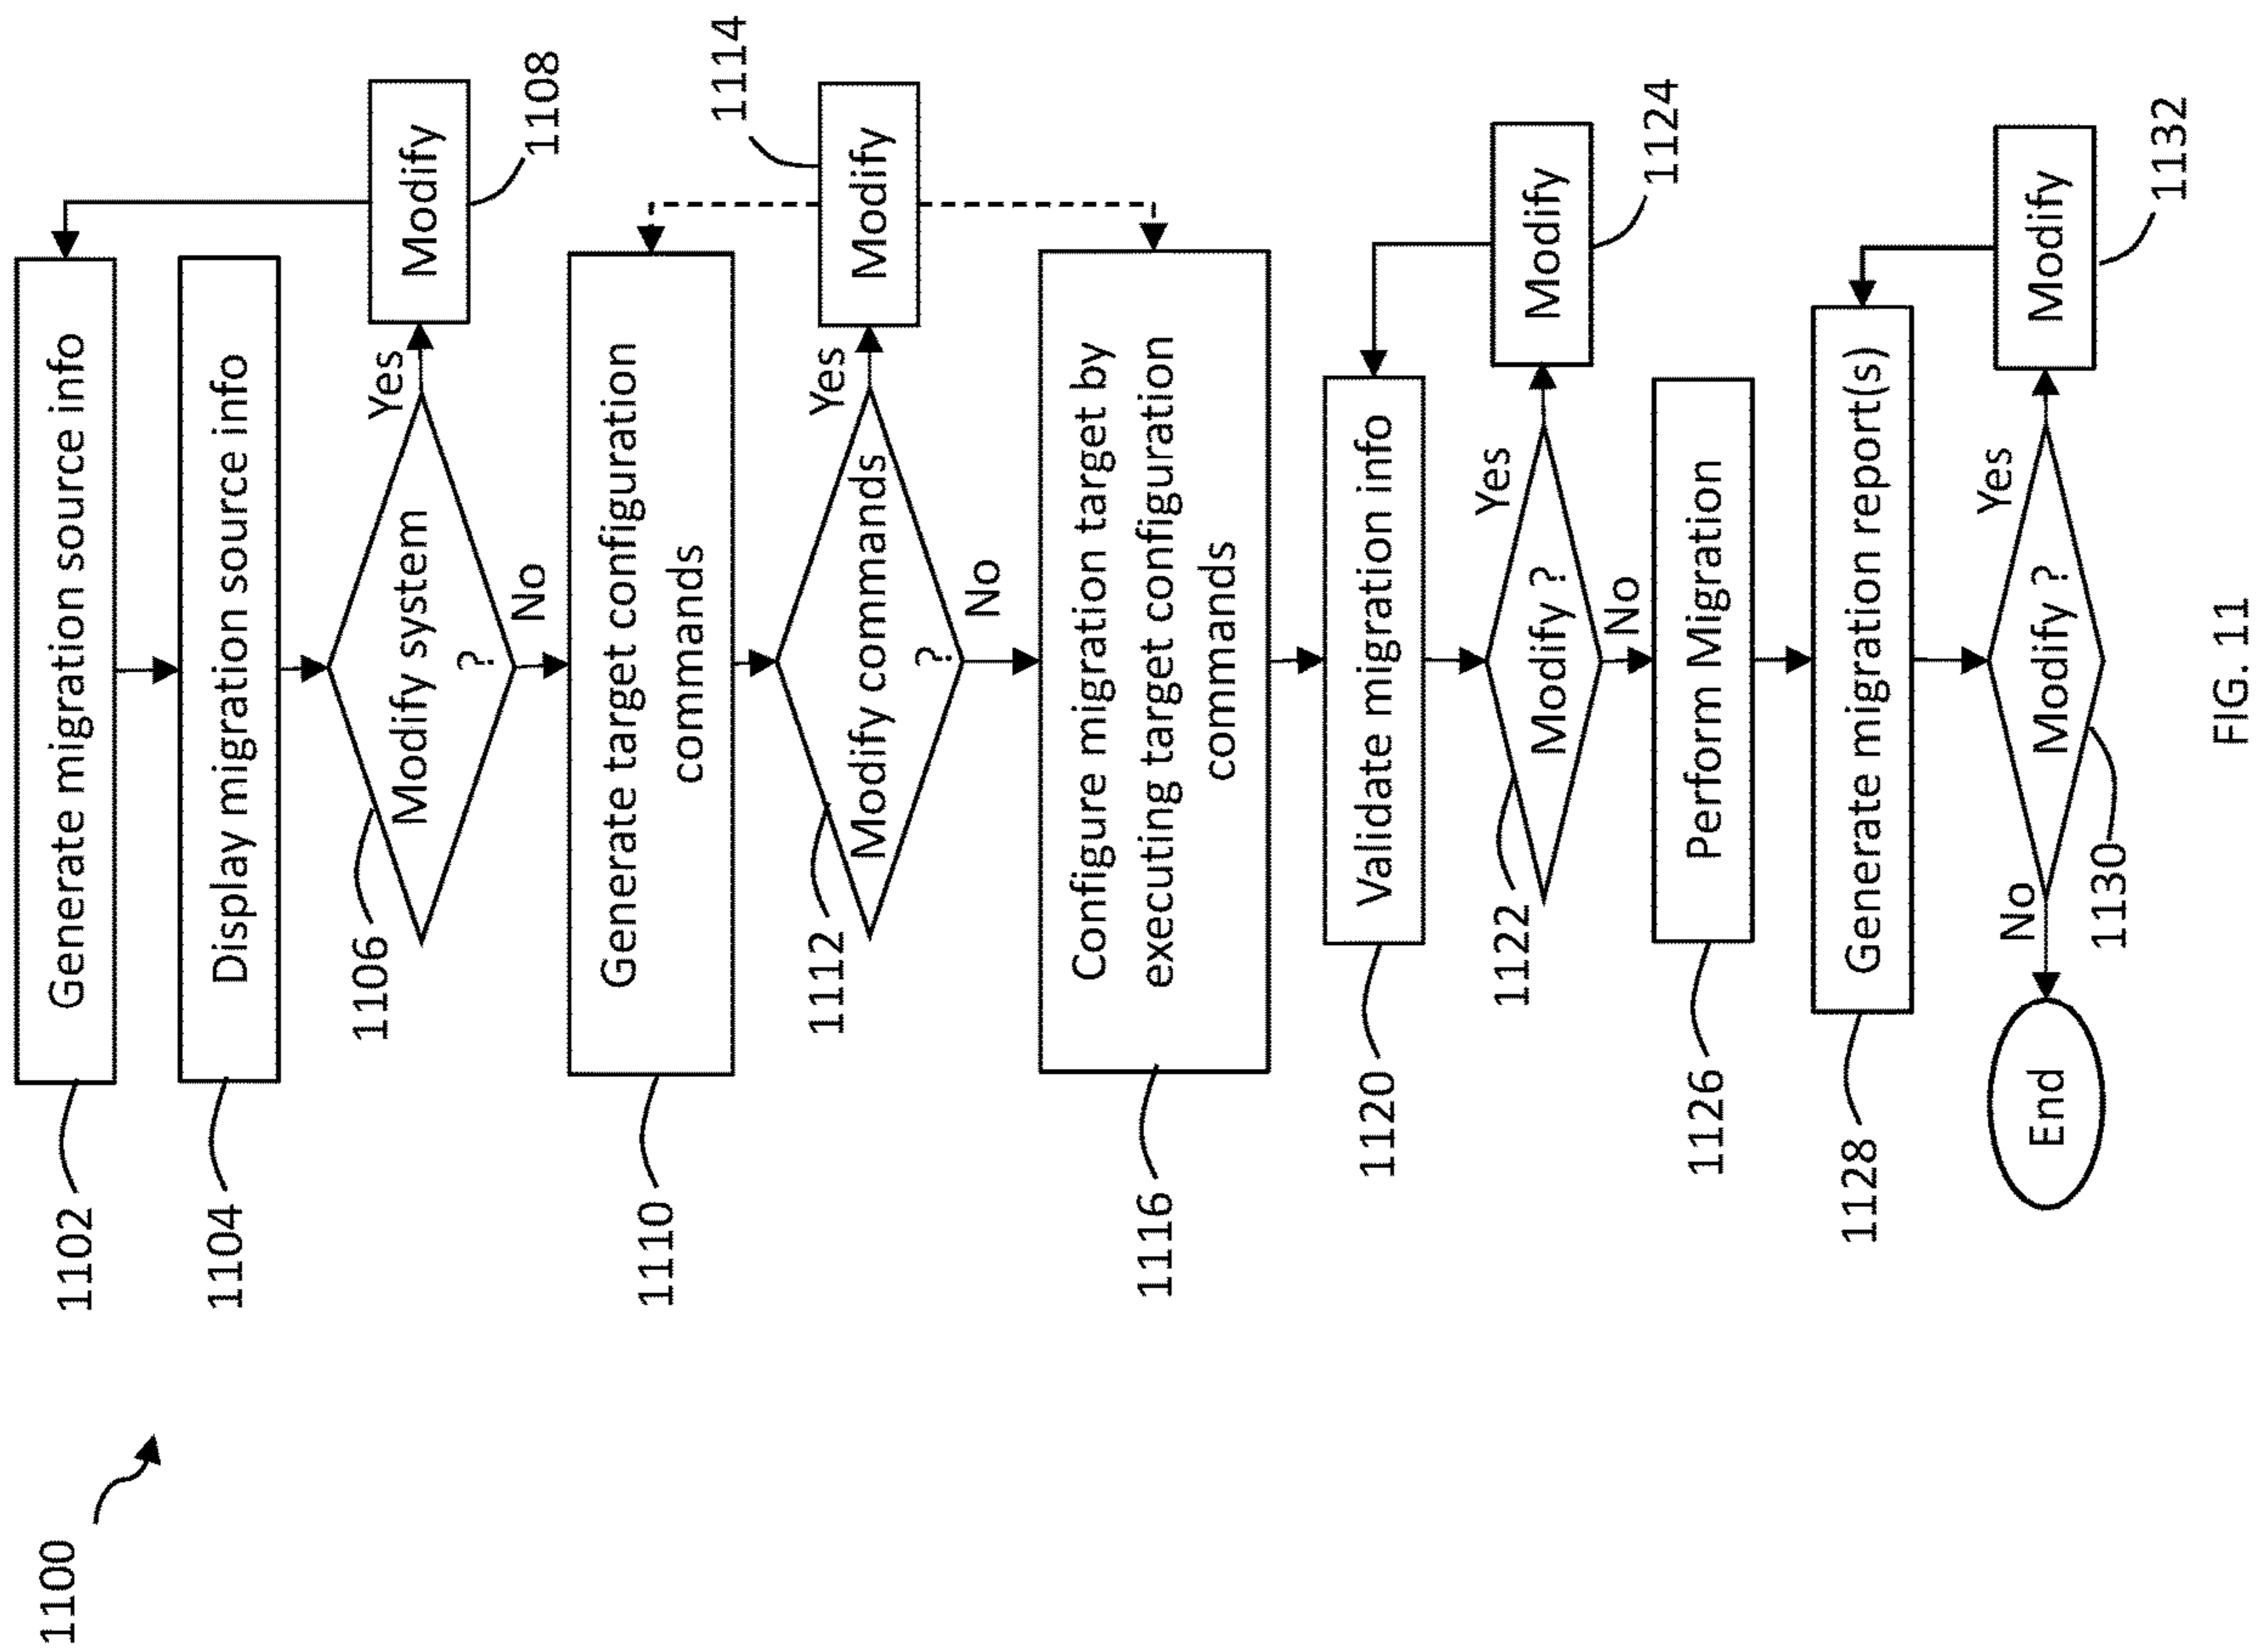 1100
1102
Generate migration source info
1104
Display migration source info
1106
Modify system
?
Yes
Modify
1108
No
1110
Generate target configuration
commands
1112
Modify commands
?
Yes
Modify
1114
No
1116
Configure migration target by
executing target configuration
commands
1120
Validate migration info
1122
Modify ?
Yes
Modify
1124
No
1126
Perform Migration
1128
Generate migration report(s)
1130
Modify ?
Yes
Modify
1132
No
End
FIG. 11